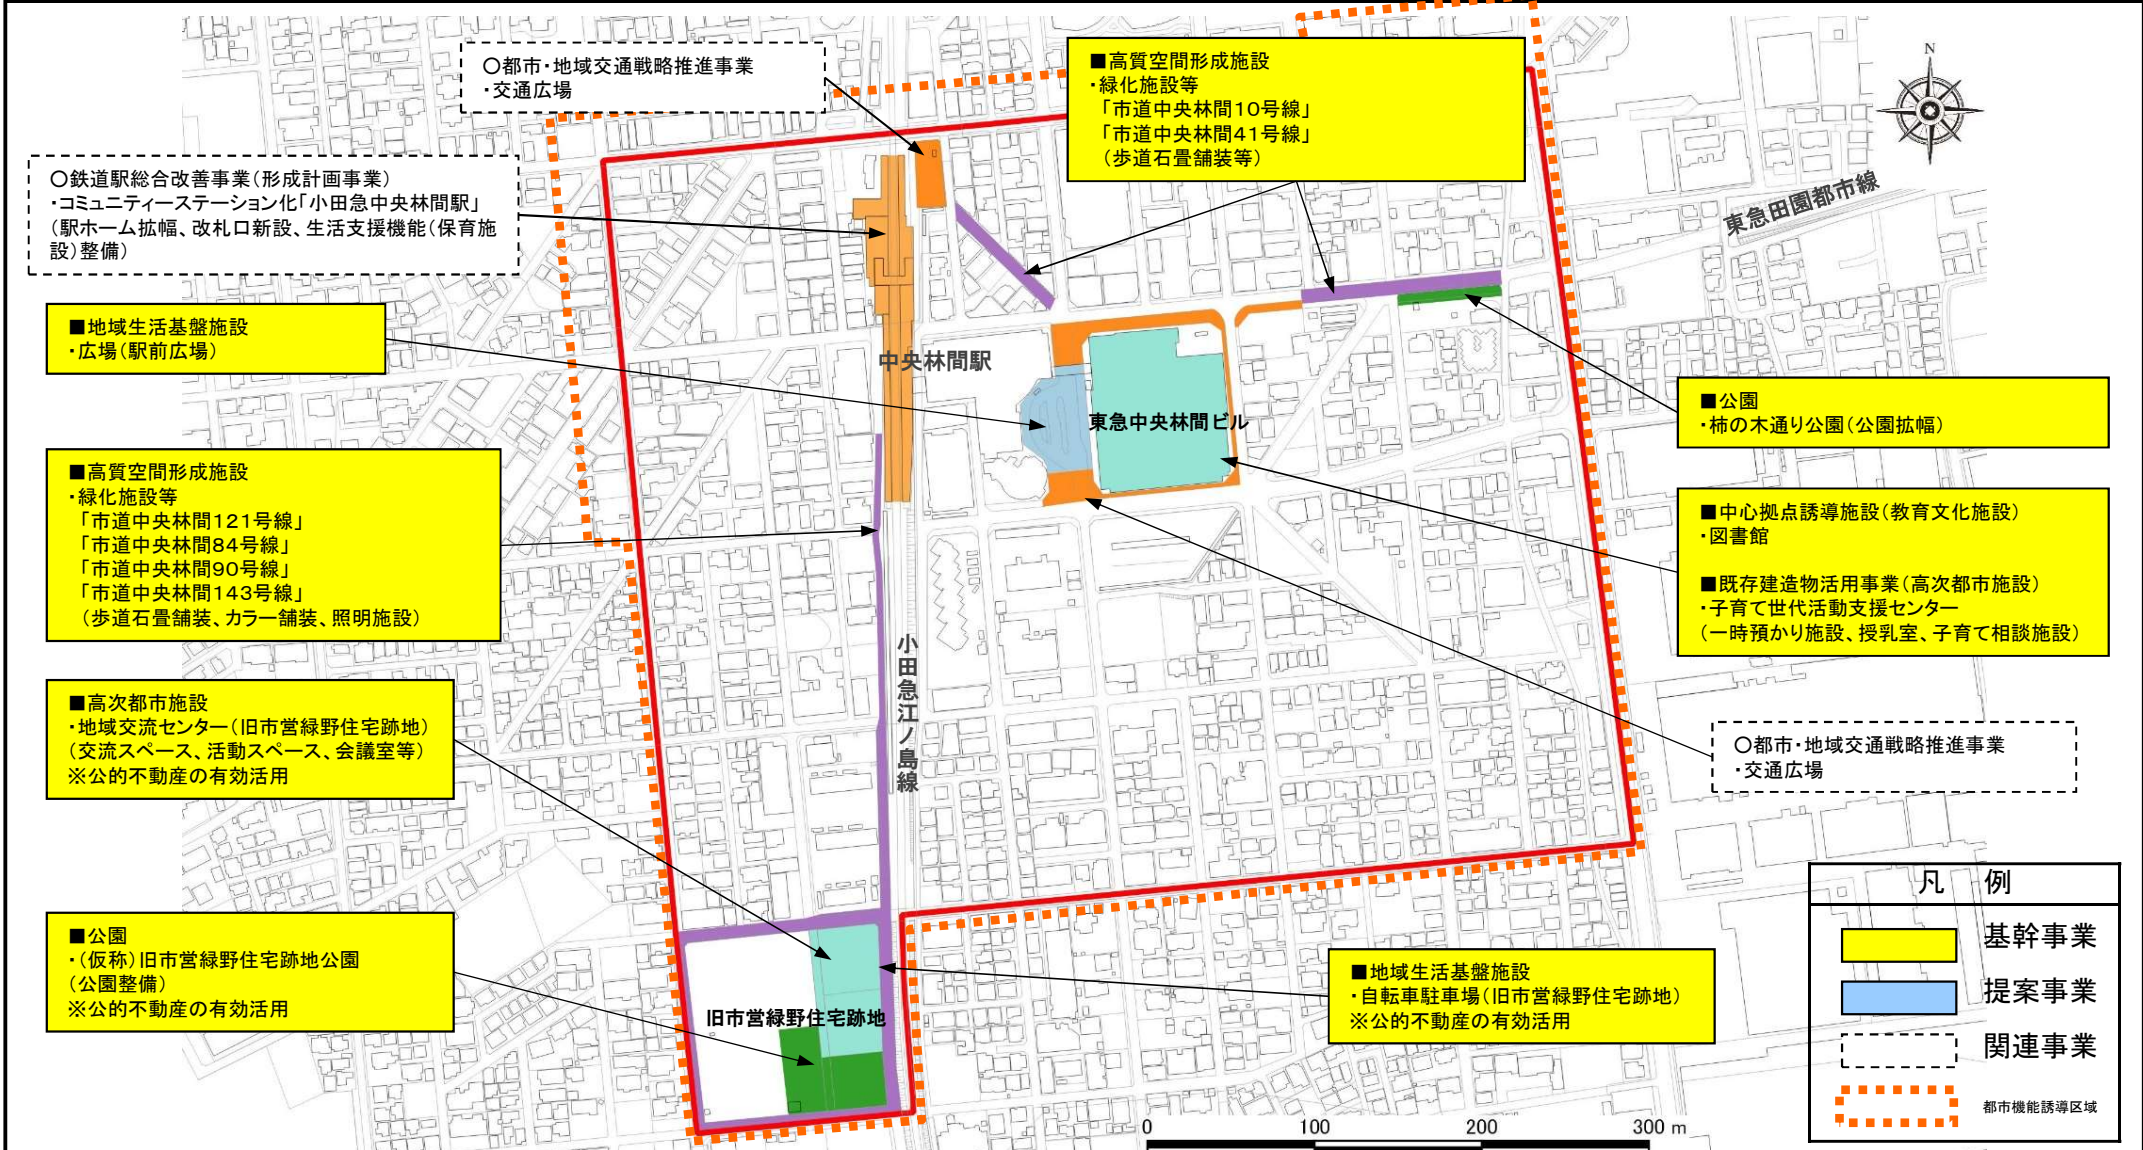 ○都市・地域交通戦略推進事業
・交通広場
■高質空間形成施設
・緑化施設等
「市道中央林間10号線」
「市道中央林間41号線」
(歩道石畳舗装等)
N
○鉄道駅総合改善事業(形成計画事業)
・コミュニティーステーション化「小田急中央林間駅」
(駅ホーム拡幅、改札口新設、生活支援機能(保育施
設)整備)
東急田園都市線
■地域生活基盤施設
・広場(駅前広場)
中央林間駅
東急中央林間ビル
■公園
・柿の木通り公園(公園拡幅)
■高質空間形成施設
・緑化施設等
「市道中央林間121号線」
「市道中央林間84号線」
「市道中央林間90号線」
「市道中央林間143号線」
(歩道石畳舗装、カラー舗装、照明施設)
■中心拠点誘導施設(教育文化施設)
・図書館
■既存建造物活用事業(高次都市施設)
・子育て世代活動支援センター
(一時預かり施設、授乳室、子育て相談施設)
小田急江ノ島線
■高次都市施設
・地域交流センター(旧市営緑野住宅跡地)
(交流スペース、活動スペース、会議室等)
※公的不動産の有効活用
○都市・地域交通戦略推進事業
・交通広場
■公園
・(仮称)旧市営緑野住宅跡地公園
(公園整備)
※公的不動産の有効活用
旧市営緑野住宅跡地
■地域生活基盤施設
・自転車駐車場(旧市営緑野住宅跡地)
※公的不動産の有効活用
凡 例
基幹事業
提案事業
関連事業
都市機能誘導区域
0 100 200 300 m